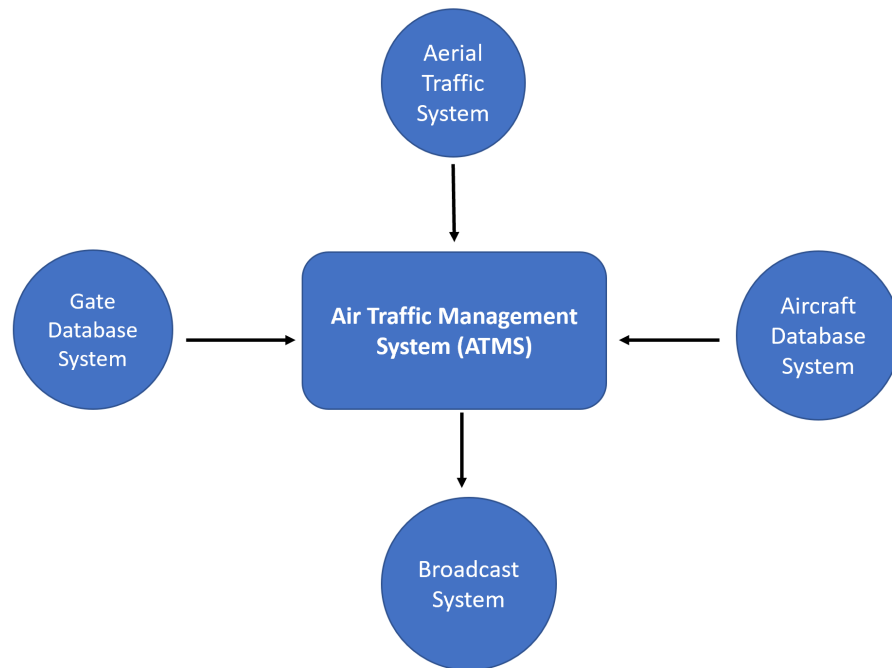 Aerial
Traffic
System
Gate
Database
System
Air Traffic Management
System (ATMS)
Aircraft
Database
System
Broadcast
System